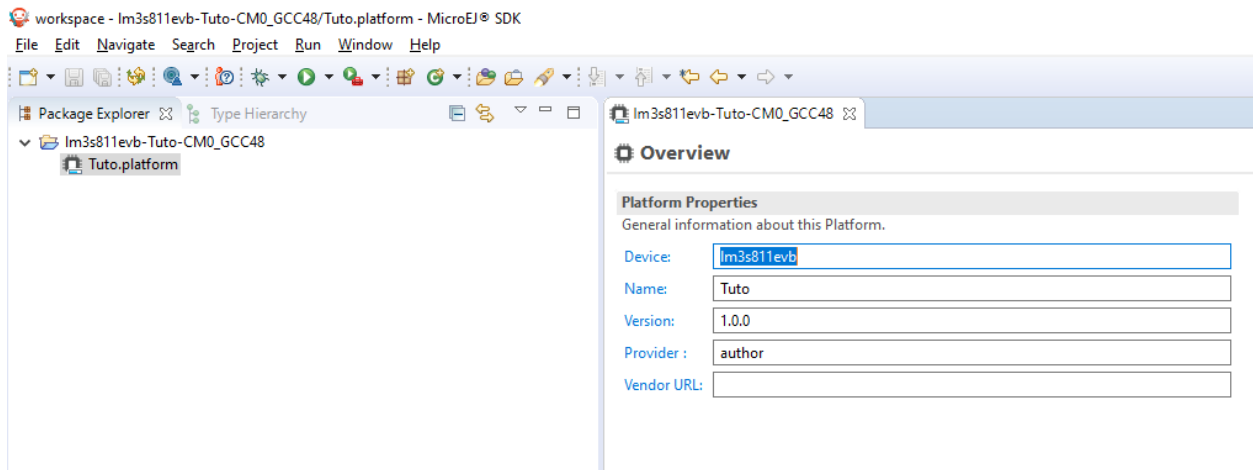 workspace - lm3s811evb-Tuto-CM0_GCC48/Tuto.platform - MicroEJ® SDK
File Edit Navigate Search Project Run Window Help
Package Explorer Type Hierarchy
lm3s811evb-Tuto-CM0_GCC48
Tuto.platform
lm3s811evb-Tuto-CM0_GCC48
Overview
Platform Properties
General information about this Platform.
Device: lm3s811evb
Name: Tuto
Version: 1.0.0
Provider : author
Vendor URL: